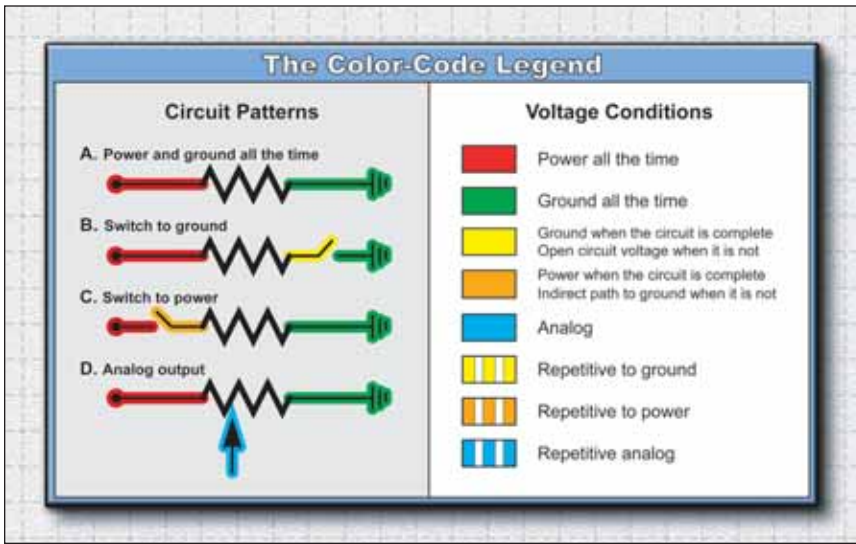 The Color-Code Legend
Circuit Patterns
A. Power and ground all the time
B. Switch to ground
C. Switch to power
D. Analog output
Voltage Conditions
Power all the time
Ground all the time
Ground when the circuit is complete
Open circuit voltage when it is not
Power when the circuit is complete
Indirect path to ground when it is not
Analog
Repetitive to ground
Repetitive to power
Repetitive analog